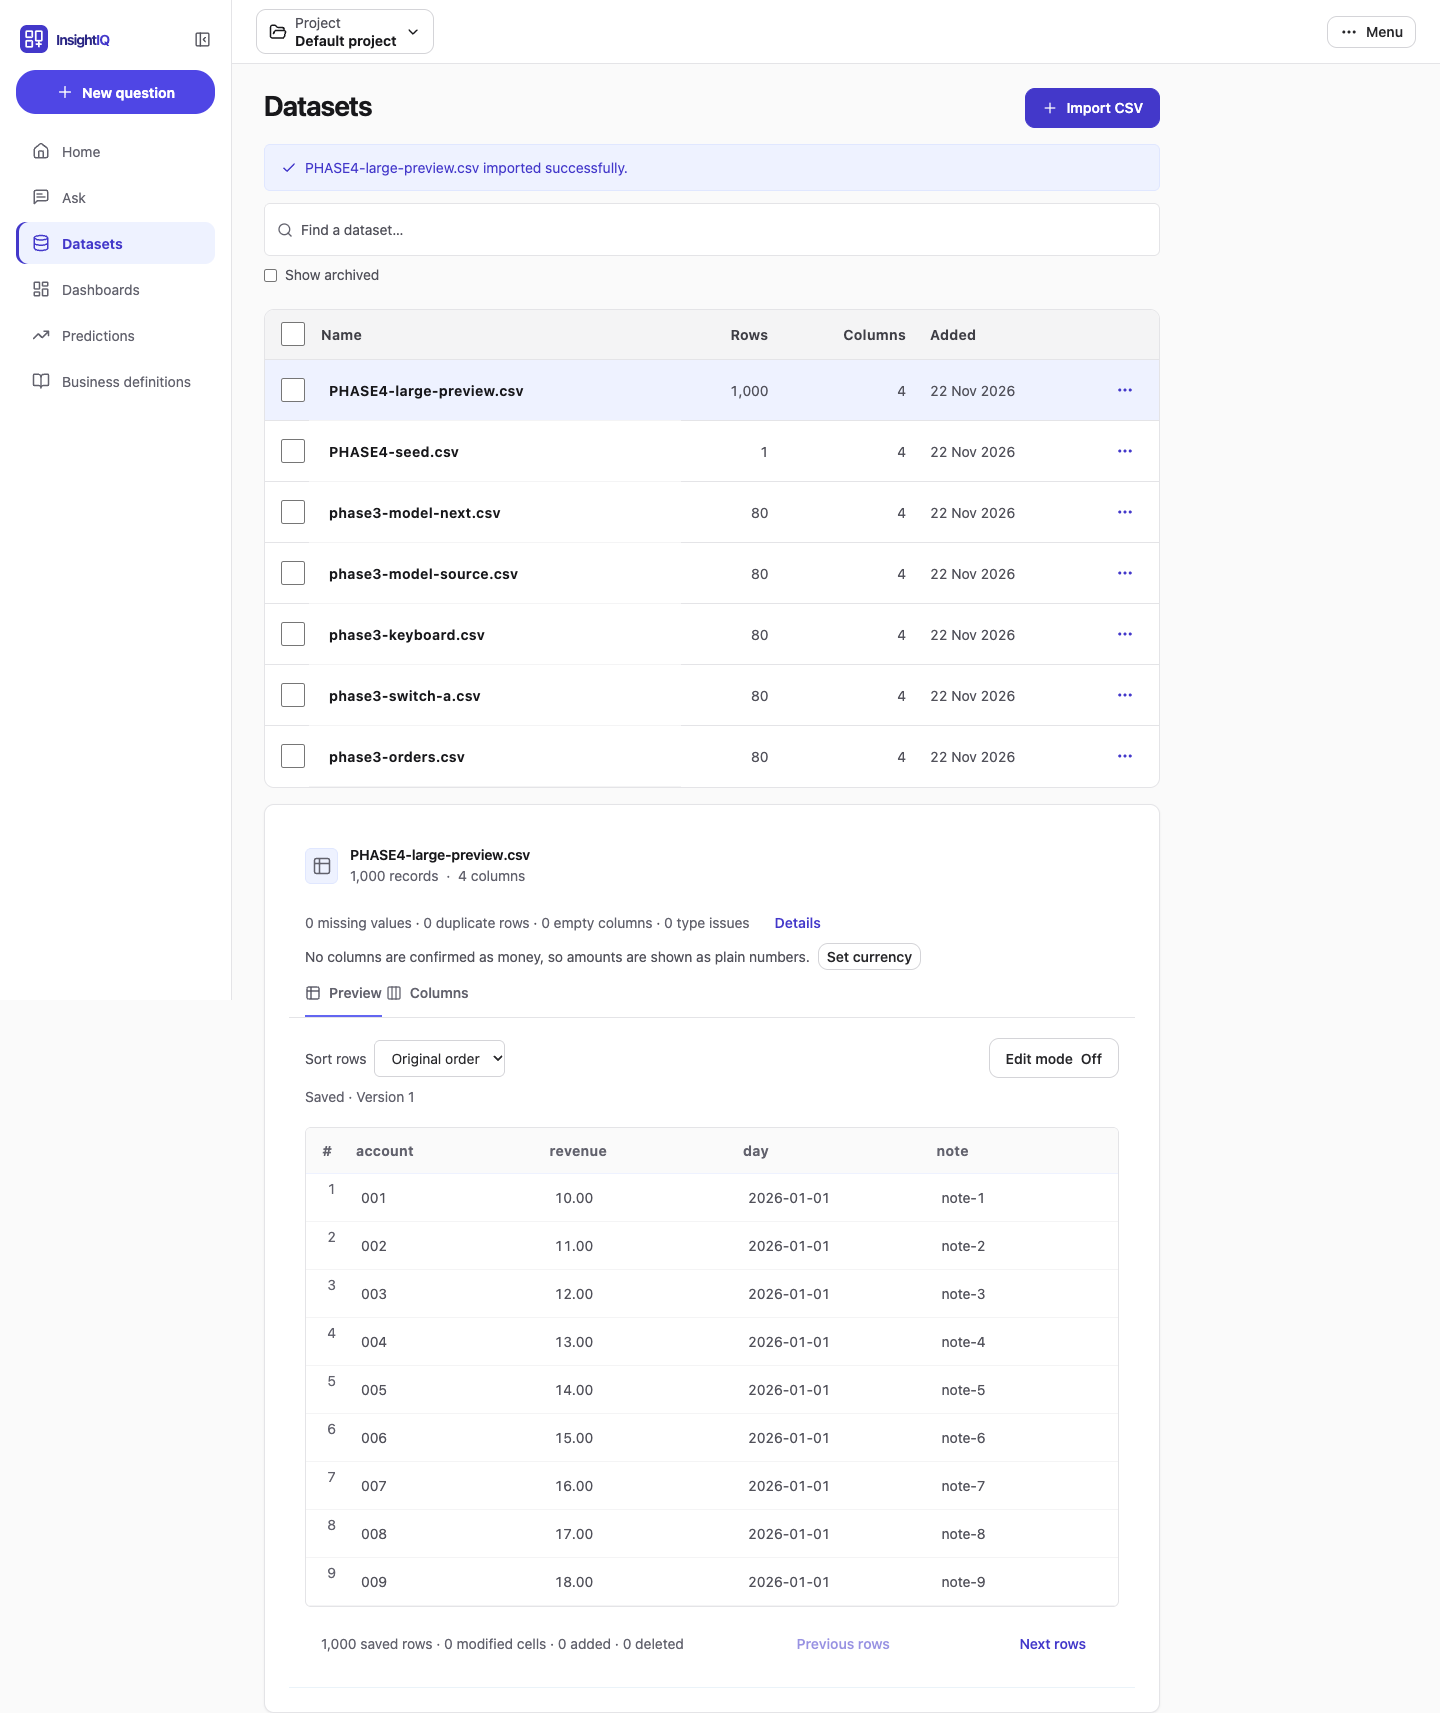 InsightIQ
New question
Home
Ask
Datasets
Dashboards
Predictions
Business definitions
Project
Default project
Menu
Datasets
Import CSV
PHASE4-large-preview.csv imported successfully.
Find a dataset...
Show archived
Name Rows Columns Added
PHASE4-large-preview.csv 1,000 4 22 Nov 2026
PHASE4-seed.csv 1 4 22 Nov 2026
phase3-model-next.csv 80 4 22 Nov 2026
phase3-model-source.csv 80 4 22 Nov 2026
phase3-keyboard.csv 80 4 22 Nov 2026
phase3-switch-a.csv 80 4 22 Nov 2026
phase3-orders.csv 80 4 22 Nov 2026
PHASE4-large-preview.csv
1,000 records · 4 columns
0 missing values · 0 duplicate rows · 0 empty columns · 0 type issues Details
No columns are confirmed as money, so amounts are shown as plain numbers. Set currency
Preview Columns
Sort rows Original order Edit mode Off
Saved · Version 1
# account revenue day note
1 001 10.00 2026-01-01 note-1
2 002 11.00 2026-01-01 note-2
3 003 12.00 2026-01-01 note-3
4 004 13.00 2026-01-01 note-4
5 005 14.00 2026-01-01 note-5
6 006 15.00 2026-01-01 note-6
7 007 16.00 2026-01-01 note-7
8 008 17.00 2026-01-01 note-8
9 009 18.00 2026-01-01 note-9
1,000 saved rows · 0 modified cells · 0 added · 0 deleted Previous rows Next rows